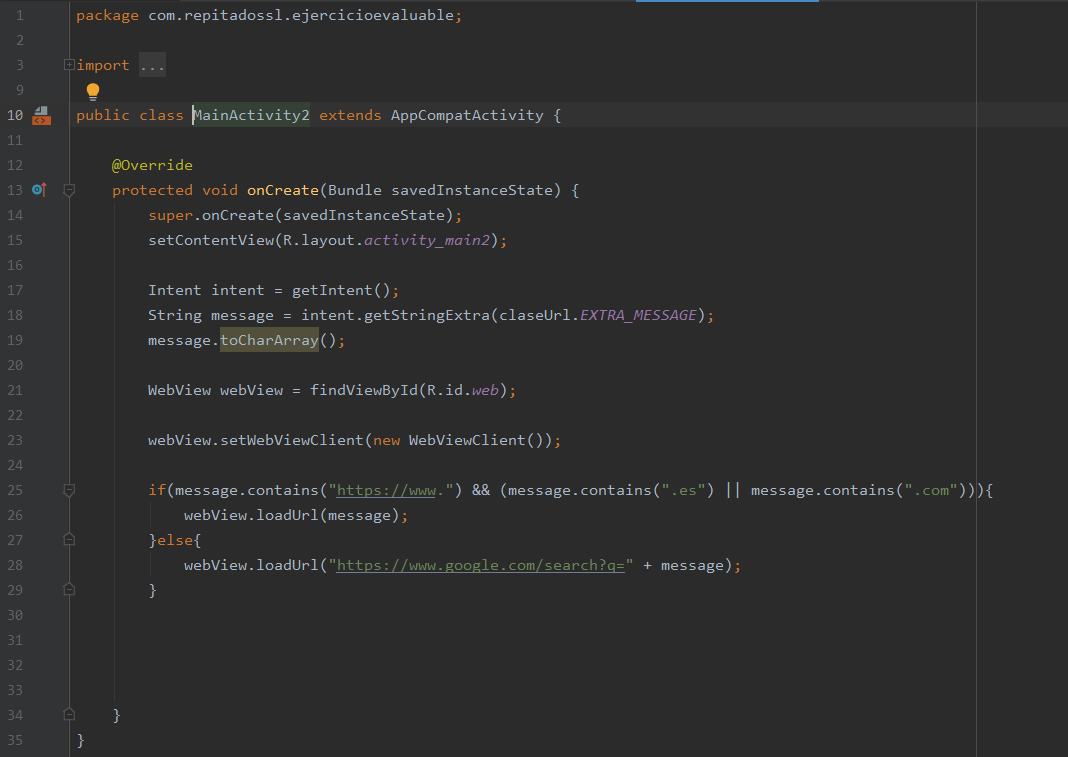 1 package com.repitadossl.ejercicioevaluable;
2
3 import ...
9
10 public class MainActivity2 extends AppCompatActivity {
11
12     @Override
13     protected void onCreate(Bundle savedInstanceState) {
14         super.onCreate(savedInstanceState);
15         setContentView(R.layout.activity_main2);
16
17         Intent intent = getIntent();
18         String message = intent.getStringExtra(claseUrl.EXTRA_MESSAGE);
19         message.toCharArray();
20
21         WebView webView = findViewById(R.id.web);
22
23         webView.setWebViewClient(new WebViewClient());
24
25         if(message.contains("https://www.") && (message.contains(".es") || message.contains(".com"))){
26             webView.loadUrl(message);
27         }else{
28             webView.loadUrl("https://www.google.com/search?q=" + message);
29         }
30
31
32
33
34     }
35 }